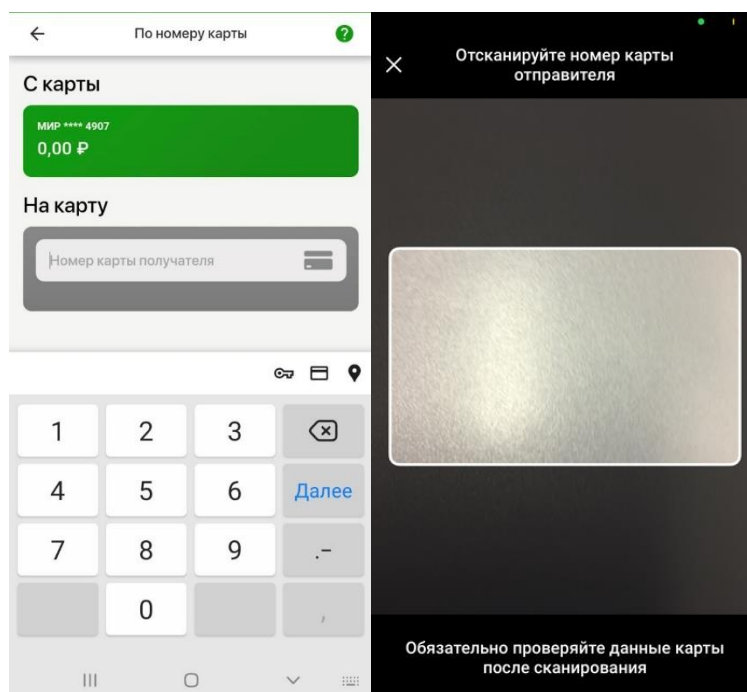 По номеру карты
?
С карты
МИР **** 4907
0,00 ₽
На карту
Номер карты получателя
1 2 3
4 5 6 Далее
7 8 9 .-
0 ,
Отсканируйте номер карты
отправителя
Обязательно проверяйте данные карты
после сканирования